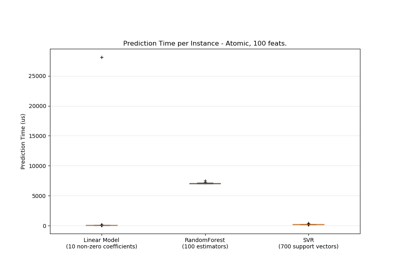 Prediction Time per Instance - Atomic, 100 feats.
25000
20000
15000
10000
5000
0
Prediction Time (us)
Linear Model
(10 non-zero coefficients)
RandomForest
(100 estimators)
SVR
(700 support vectors)